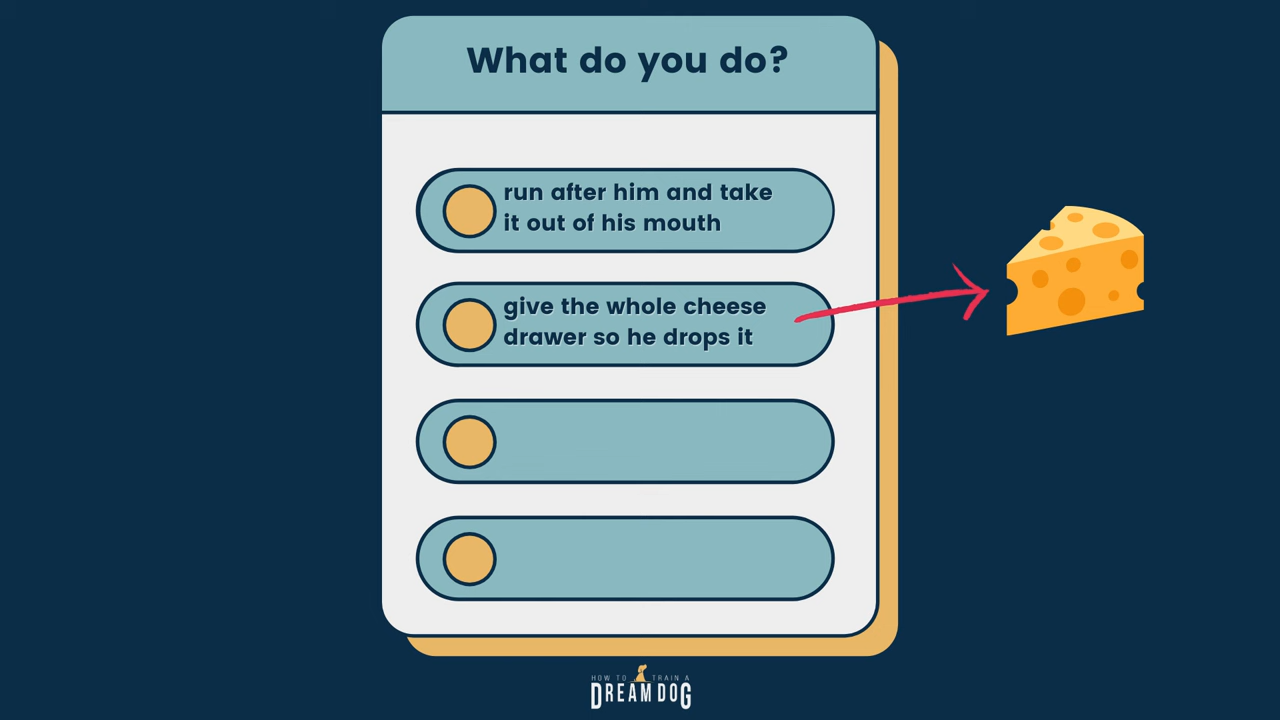 What do you do?
run after him and take
it out of his mouth
give the whole cheese
drawer so he drops it
HOW TO TRAIN A
DREAM DOG